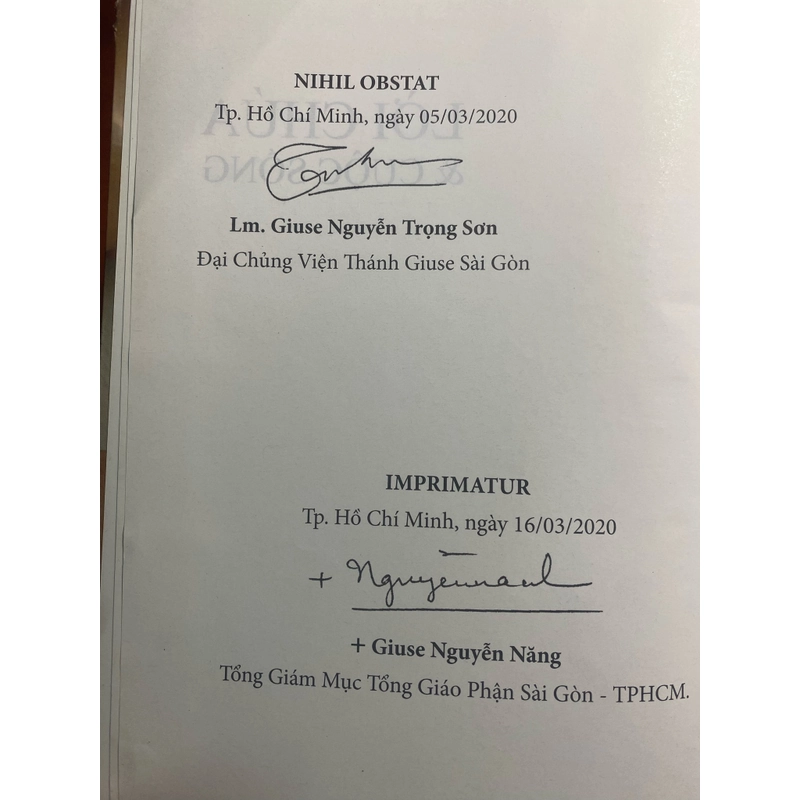 NIHIL OBSTAT
Tp. Hồ Chí Minh, ngày 05/03/2020
Lm. Giuse Nguyễn Trọng Sơn
Đại Chủng Viện Thánh Giuse Sài Gòn
IMPRIMATUR
Tp. Hồ Chí Minh, ngày 16/03/2020
+ Giuse Nguyễn Năng
Tổng Giám Mục Tổng Giáo Phận Sài Gòn - TPHCM.